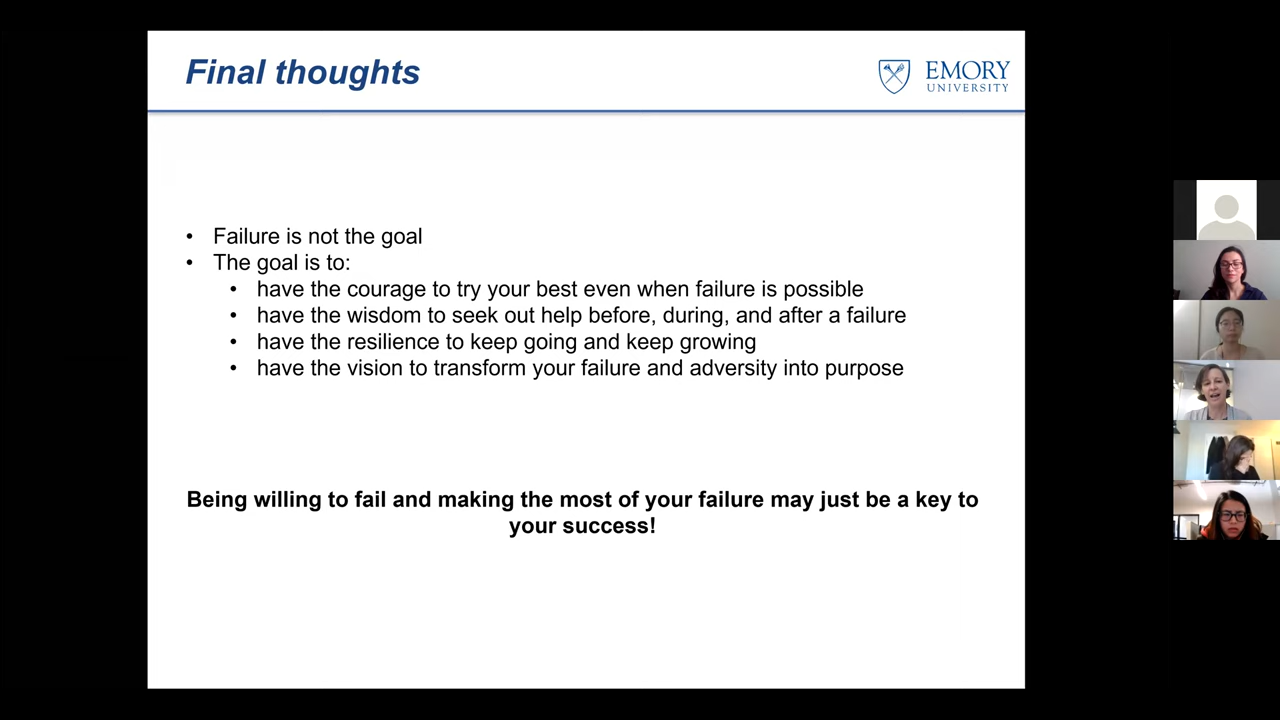 Final thoughts
EMORY
UNIVERSITY
• Failure is not the goal
• The goal is to:
• have the courage to try your best even when failure is possible
• have the wisdom to seek out help before, during, and after a failure
• have the resilience to keep going and keep growing
• have the vision to transform your failure and adversity into purpose
Being willing to fail and making the most of your failure may just be a key to
your success!